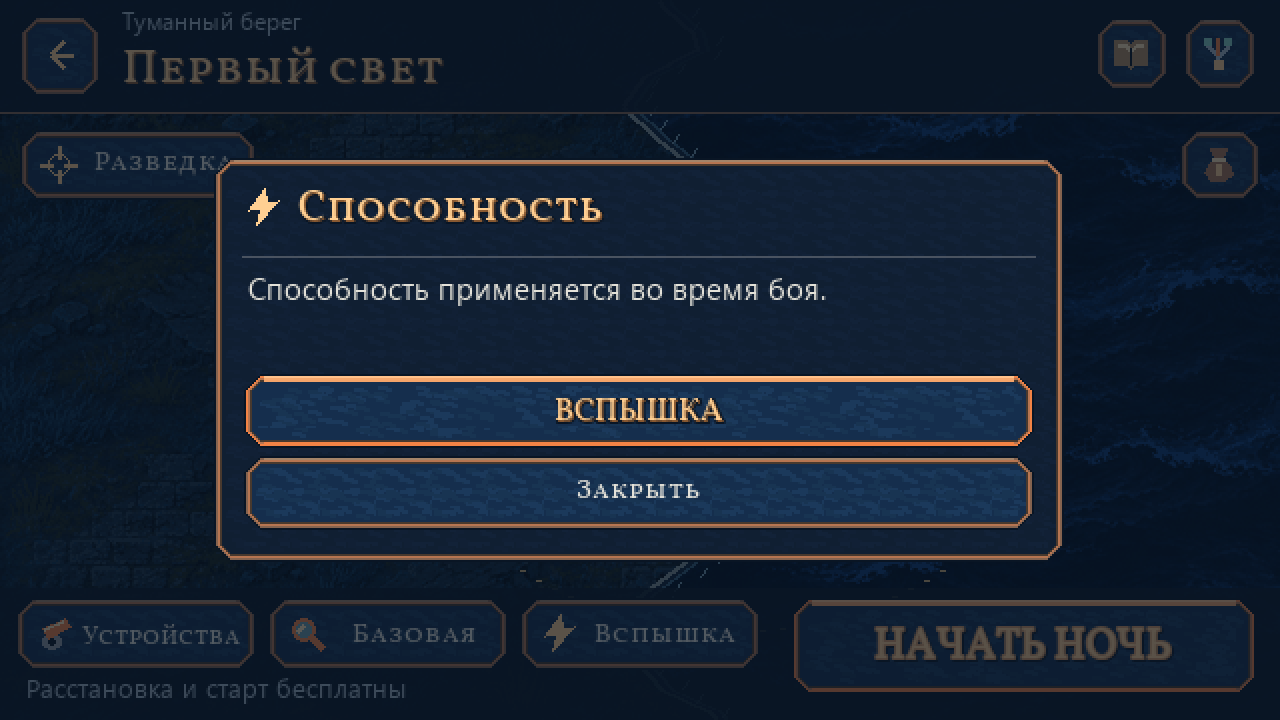 Туманный берег
Первый свет
Разведка
Способность
Способность применяется во время боя.
ВСПЫШКА
Закрыть
Устройства
Базовая
Вспышка
НАЧАТЬ НОЧЬ
Расстановка и старт бесплатны